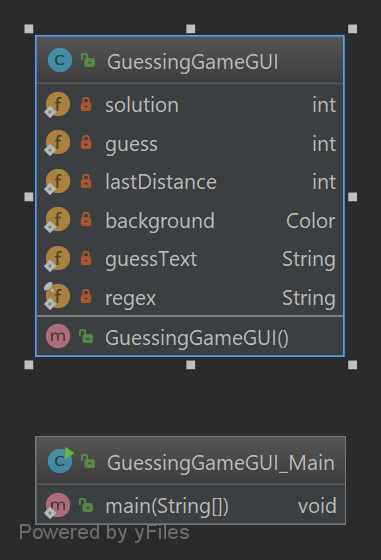 GuessingGameGUI
solution int
guess int
lastDistance int
background Color
guessText String
regex String
GuessingGameGUI()
GuessingGameGUI_Main
main(String[]) void
Powered by yFiles